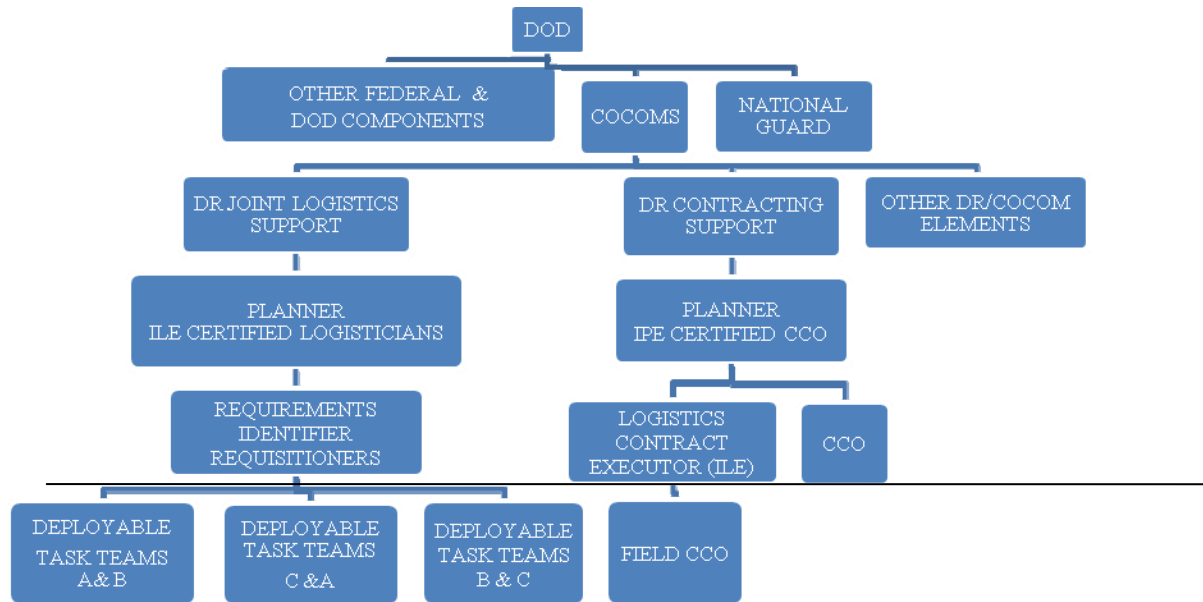 DOD
OTHER FEDERAL &
DOD COMPONENTS
COCOMS
NATIONAL
GUARD
DR JOINT LOGISTICS
SUPPORT
DR CONTRACTING
SUPPORT
OTHER DR/COCOM
ELEMENTS
PLANNER
ILE CERTIFIED LOGISTICIANS
PLANNER
IPE CERTIFIED CCO
REQUIREMENTS
IDENTIFIER
REQUISITIONERS
LOGISTICS
CONTRACT
EXECUTOR (ILE)
CCO
DEPLOYABLE
TASK TEAMS
A& B
DEPLOYABLE
TASK TEAMS
C &A
DEPLOYABLE
TASK TEAMS
B & C
FIELD CCO